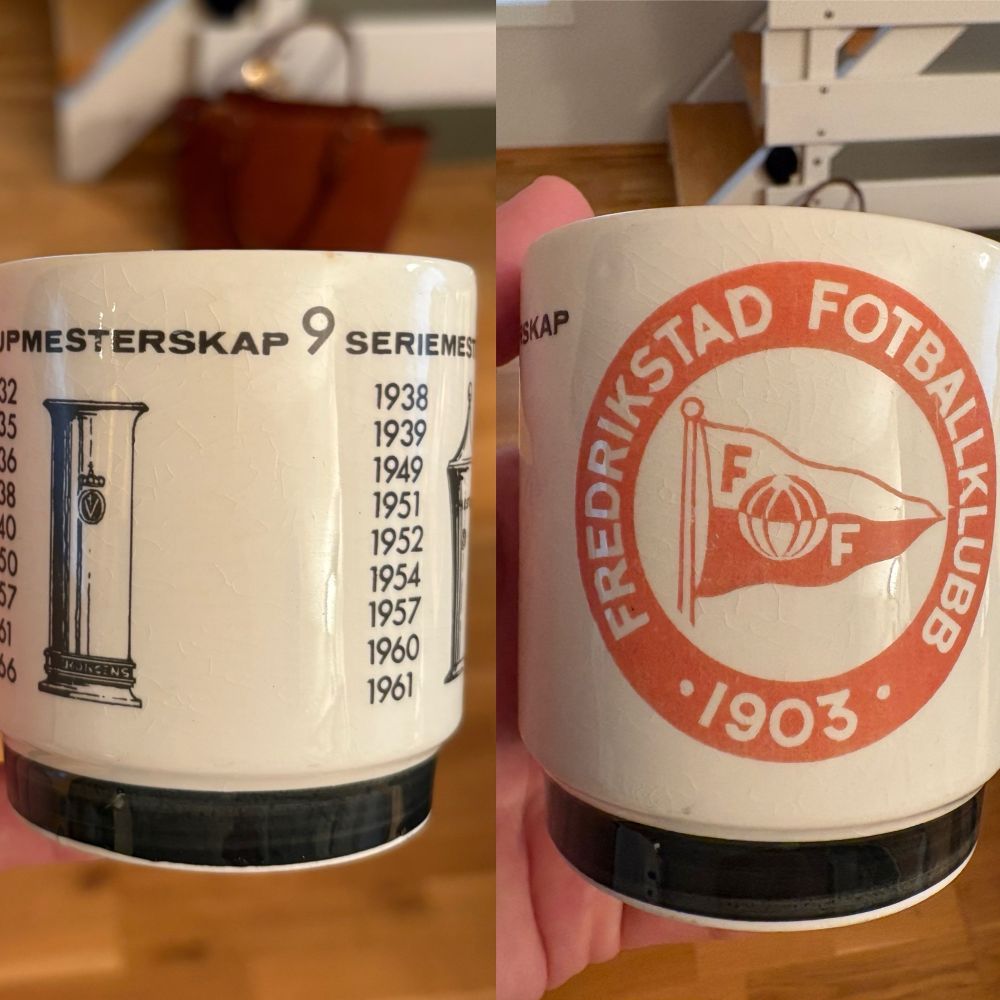 UPMESTERSKAP 9 SERIEMEST
32
35
36
38
40
50
57
61
66
V
1938
1939
1949
1951
1952
1954
1957
1960
1961
RSKAP
FREDRIKSTAD FOTBALLKLUBB
F
F
· 1903 ·